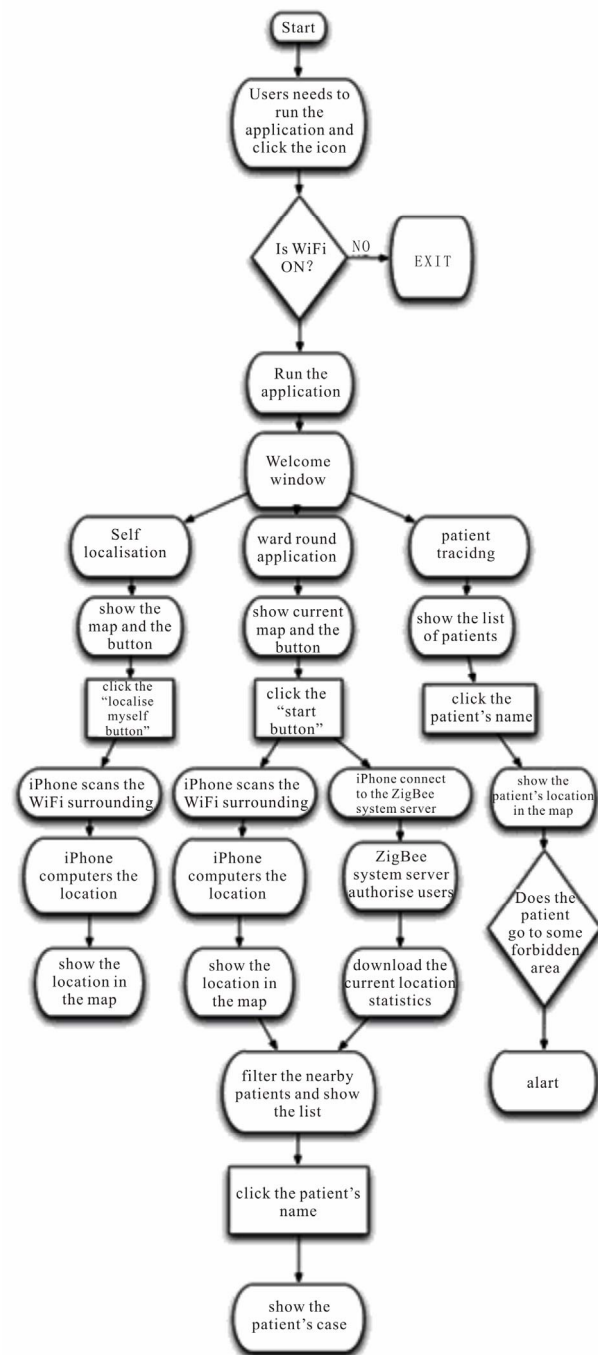 Start
Users needs to
run the
application and
click the icon
Is WiFi
ON?
NO
EXIT
Run the
application
Welcome
window
Self
localisation
ward round
application
patient
tracidng
show the
map and the
button
show current
map and the
button
show the list
of patients
click the
“localise
myself
button”
click the
“start
button”
click the
patient’s name
iPhone scans the
WiFi surrounding
iPhone scans the
WiFi surrounding
iPhone connect
to the ZigBee
system server
show the
patient’s location
in the map
iPhone
computers the
location
iPhone
computers the
location
ZigBee
system server
authorise users
Does the
patient
go to some
forbidden
area
show the
location in
the map
show the
location in
the map
download the
current location
statistics
filter the nearby
patients and show
the list
alart
click the patient’s
name
show the
patient’s case